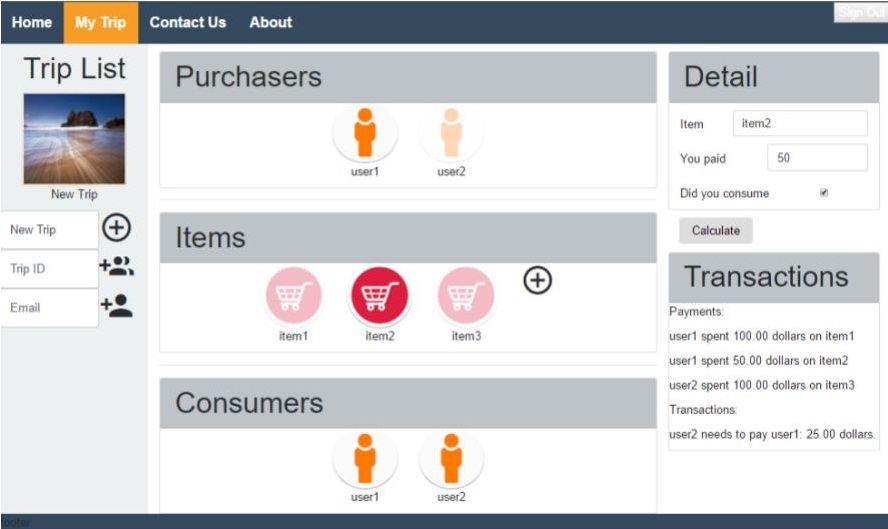 Home My Trip Contact Us About Sign Out
Trip List
New Trip
New Trip
Trip ID
Email
Purchasers
user1 user2
Items
item1 item2 item3
Consumers
user1 user2
Detail
Item item2
You paid 50
Did you consume
Calculate
Transactions
Payments:
user1 spent 100.00 dollars on item1
user1 spent 50.00 dollars on item2
user2 spent 100.00 dollars on item3
Transactions:
user2 needs to pay user1: 25.00 dollars.
footer